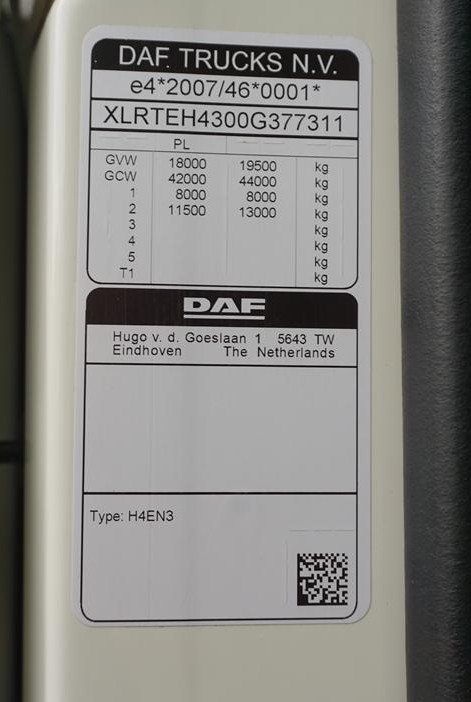 DAF TRUCKS N.V.
e4*2007/46*0001*
XLRTEH4300G377311
PL
GVW 18000 19500 kg
GCW 42000 44000 kg
1 8000 8000 kg
2 11500 13000 kg
3 kg
4 kg
5 kg
T1 kg
DAF
Hugo v. d. Goeslaan 1 5643 TW
Eindhoven The Netherlands
Type: H4EN3